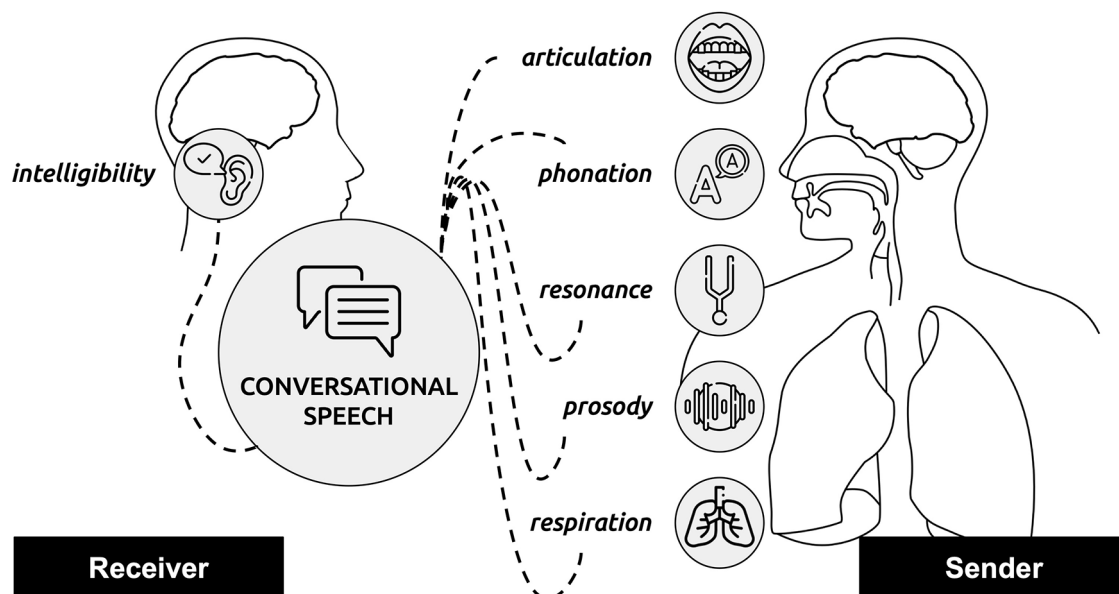 articulation
intelligibility
phonation
A A
resonance
CONVERSATIONAL
SPEECH
prosody
respiration
Receiver
Sender